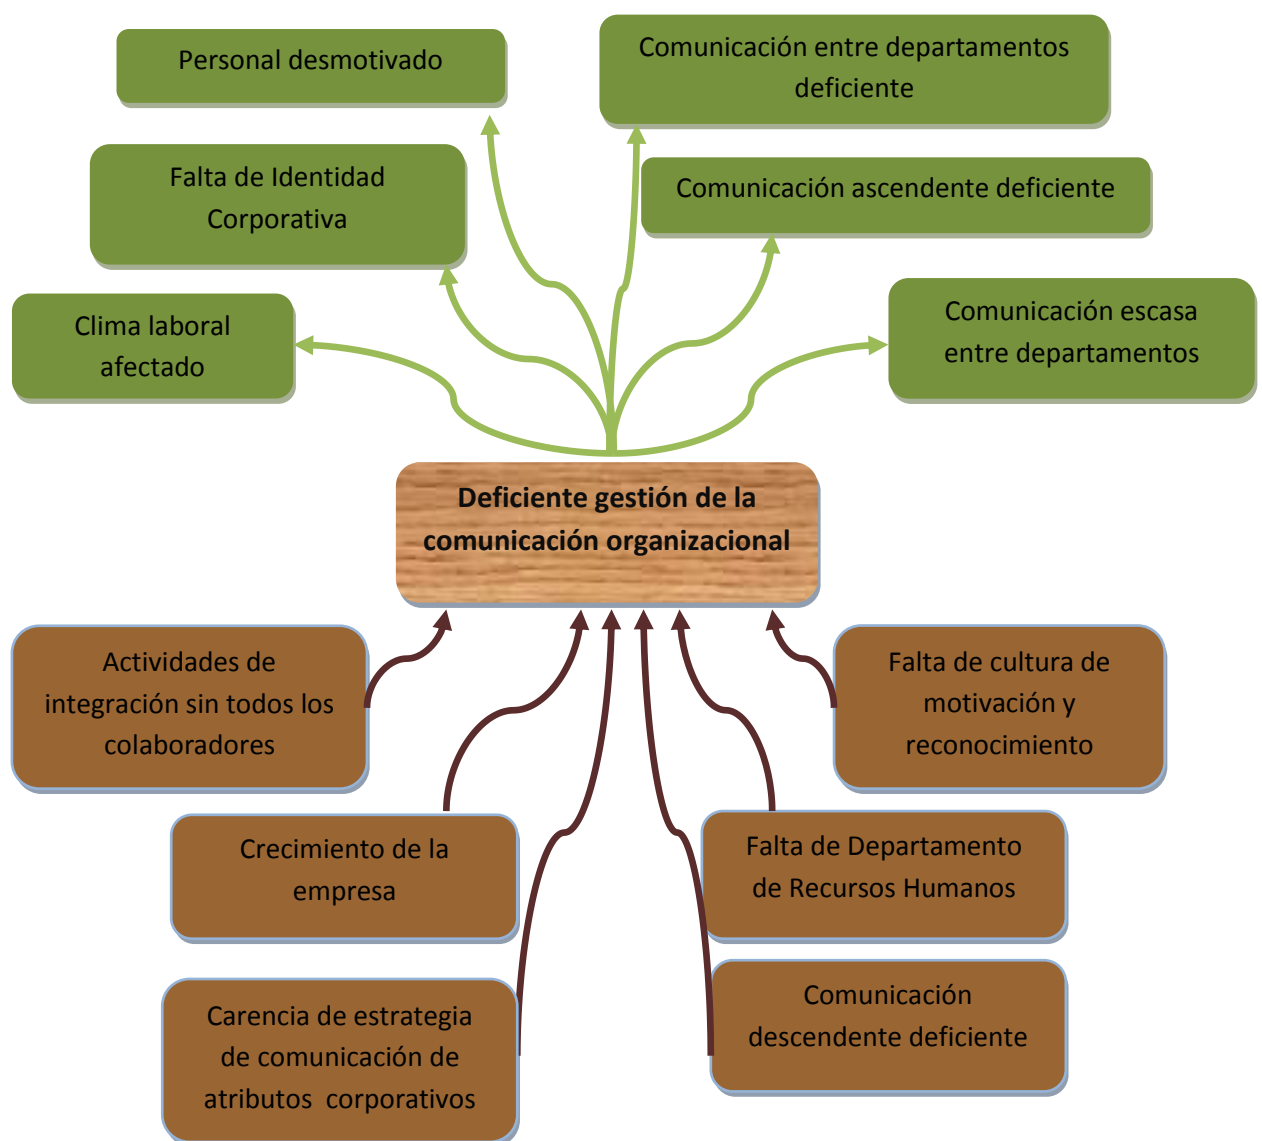 Personal desmotivado
Comunicación entre departamentos
deficiente
Falta de Identidad
Corporativa
Comunicación ascendente deficiente
Clima laboral
afectado
Comunicación escasa
entre departamentos
Deficiente gestión de la
comunicación organizacional
Actividades de
integración sin todos los
colaboradores
Falta de cultura de
motivación y
reconocimiento
Crecimiento de la
empresa
Falta de Departamento
de Recursos Humanos
Carencia de estrategia
de comunicación de
atributos corporativos
Comunicación
descendente deficiente